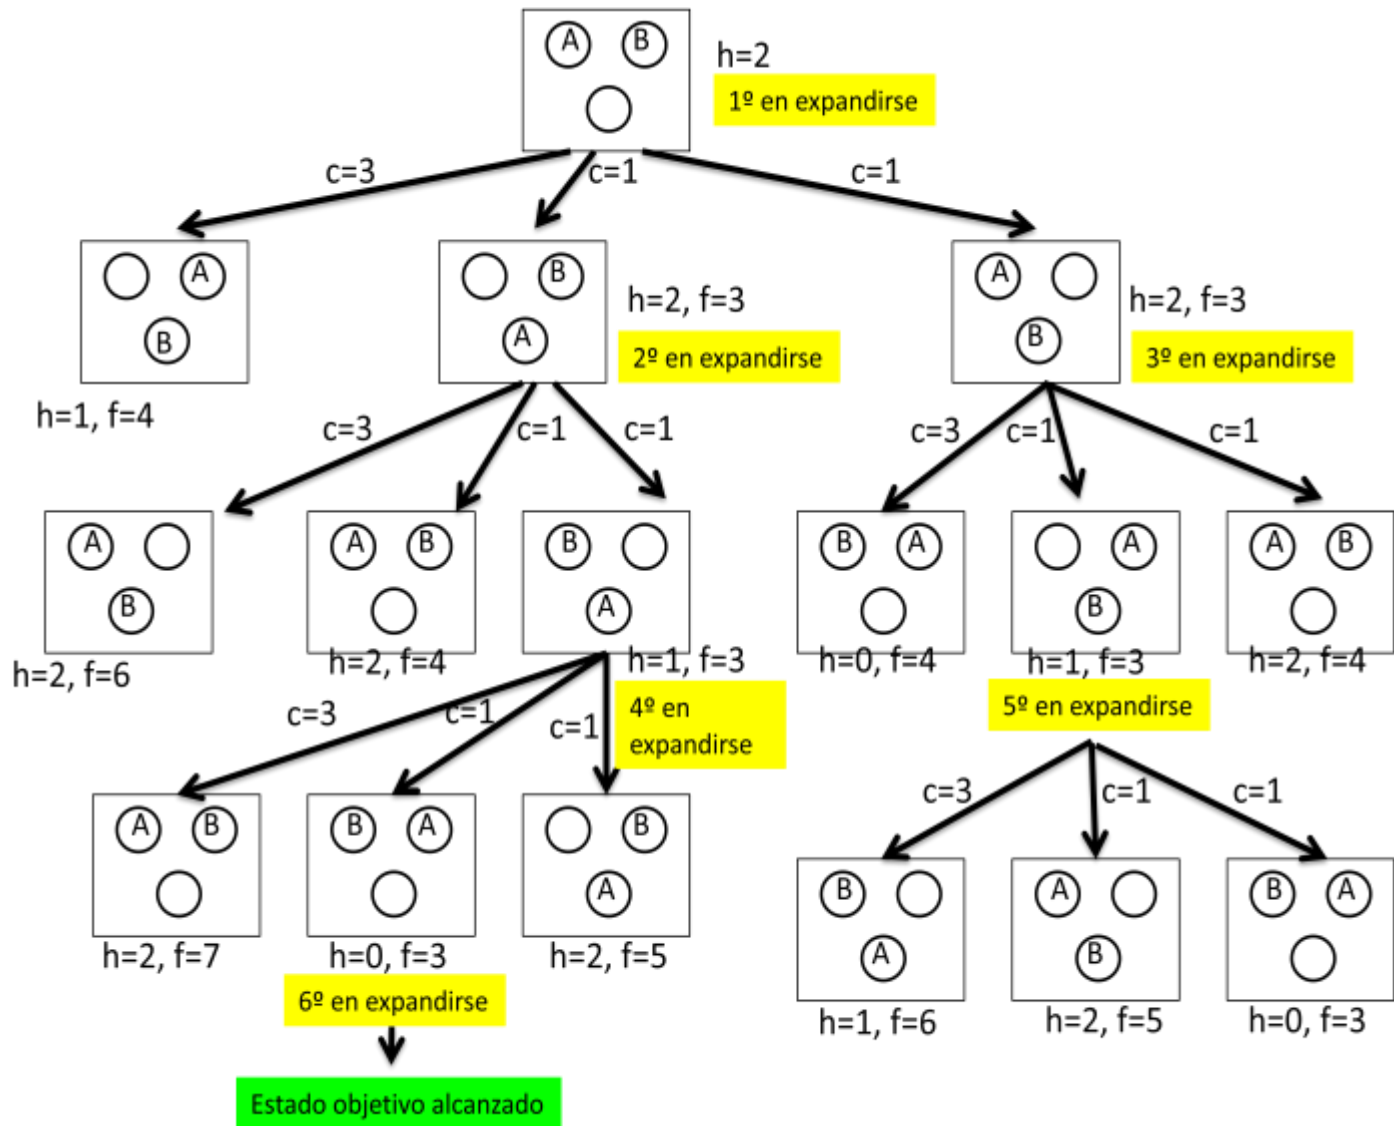 A B
h=2
1º en expandirse
c=3 c=1 c=1
A
B
h=1, f=4
B
A
h=2, f=3
2º en expandirse
A
B
h=2, f=3
3º en expandirse
c=3 c=1 c=1
c=3 c=1 c=1
A
B
h=2, f=6
A B
h=2, f=4
B
A
h=1, f=3
4º en
expandirse
B A
h=0, f=4
A
B
h=1, f=3
5º en expandirse
A B
h=2, f=4
c=3 c=1 c=1
c=3 c=1 c=1
A B
h=2, f=7
B A
h=0, f=3
6º en expandirse
B
A
h=2, f=5
B
A
h=1, f=6
A
B
h=2, f=5
B A
h=0, f=3
Estado objetivo alcanzado